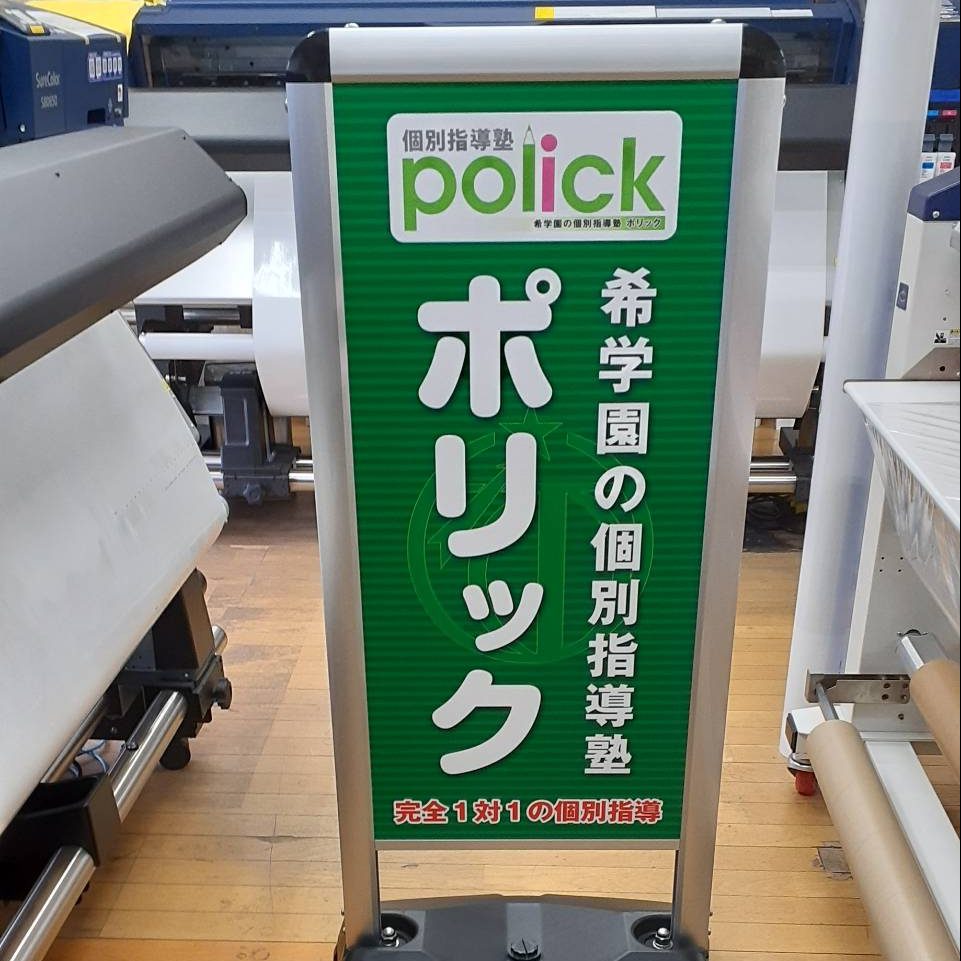 個別指導塾
polick
希学園の個別指導塾 ポリック
希学園の個別指導塾
ポリック
完全1対1の個別指導
SureColor